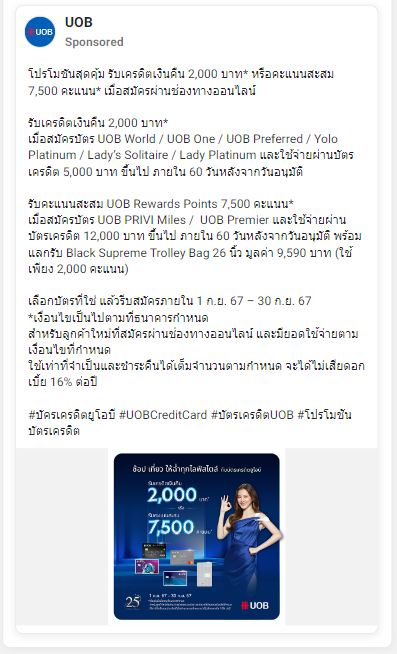 UOB
Sponsored
โปรโมชันสุดคุ้ม รับเครดิตเงินคืน 2,000 บาท* หรือคะแนนสะสม
7,500 คะแนน* เมื่อสมัครผ่านช่องทางออนไลน์
รับเครดิตเงินคืน 2,000 บาท*
เมื่อสมัครบัตร UOB World / UOB One / UOB Preferred / Yolo
Platinum / Lady's Solitaire / Lady Platinum และใช้จ่ายผ่านบัตร
เครดิต 5,000 บาท ขึ้นไป ภายใน 60 วันหลังจากวันอนุมัติ
รับคะแนนสะสม UOB Rewards Points 7,500 คะแนน*
เมื่อสมัครบัตร UOB PRIVI Miles / UOB Premier และใช้จ่ายผ่าน
บัตรเครดิต 12,000 บาท ขึ้นไป ภายใน 60 วันหลังจากวันอนุมัติ พร้อม
แลกรับ Black Supreme Trolley Bag 26 นิ้ว มูลค่า 9,590 บาท (ใช้
เพียง 2,000 คะแนน)
เลือกบัตรที่ใช่ แล้วรีบสมัครภายใน 1 ก.ย. 67 – 30 ก.ย. 67
*เงื่อนไขเป็นไปตามที่ธนาคารกำหนด
สำหรับลูกค้าใหม่ที่สมัครผ่านช่องทางออนไลน์ และมียอดใช้จ่ายตาม
เงื่อนไขที่กำหนด
ใช้เท่าที่จำเป็นและชำระคืนได้เต็มจำนวนตามกำหนด จะได้ไม่เสียดอก
เบี้ย 16% ต่อปี
#บัครเครดิตยูโอบี #UOBCreditCard #บัตรเครดิตUOB #โปรโมชัน
บัตรเครดิต
ช้อป เที่ยว ให้ฉ่ำทุกไลฟ์สไตล์ กับบัตรเครดิตยูโอบี
รับเครดิตเงินคืน
2,000 บาท*
หรือ
รับคะแนนสะสม
7,500 คะแนน*
25
1 ก.ย. 67 - 30 ก.ย. 67
UOB